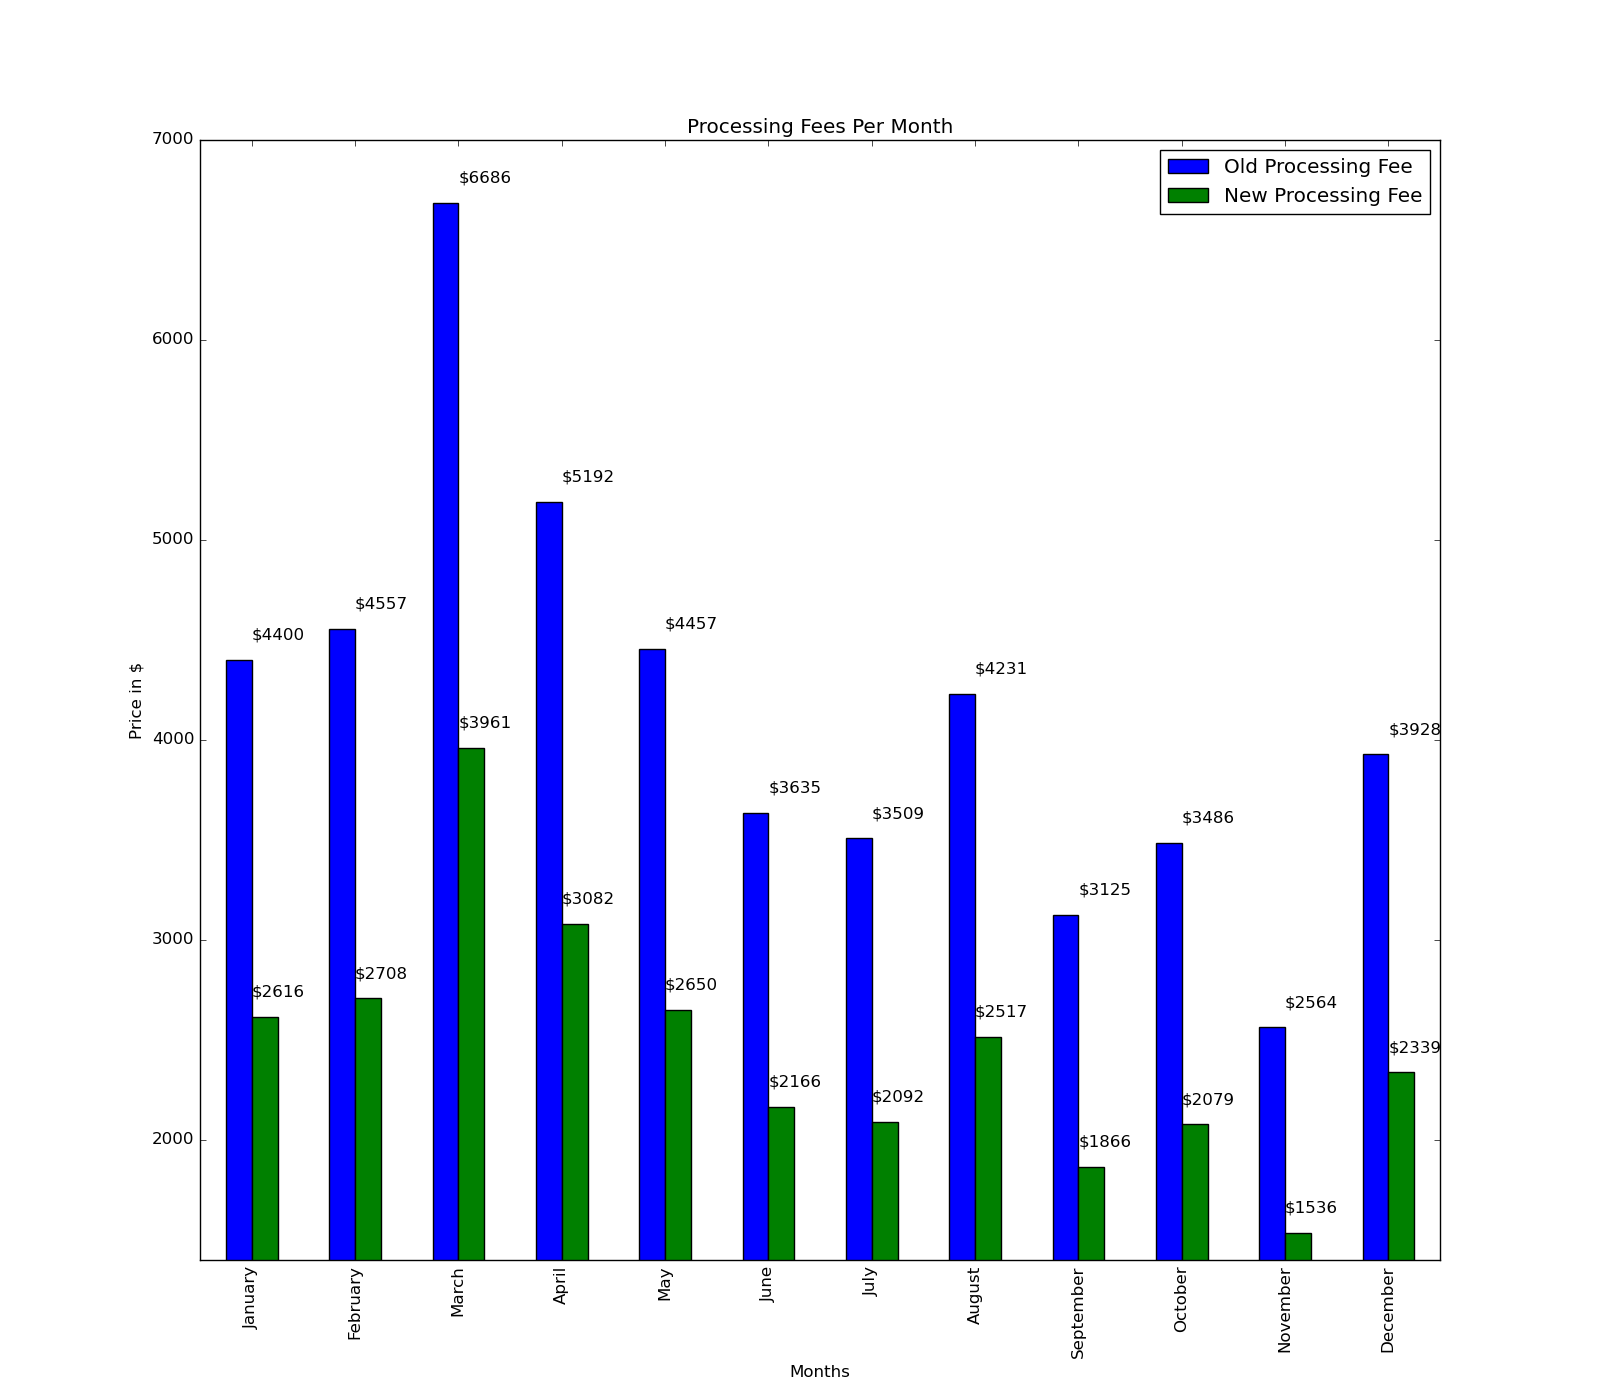 Processing Fees Per Month
Old Processing Fee
New Processing Fee
7000
6000
5000
4000
3000
2000
Price in $
$4400
$2616
$4557
$2708
$6686
$3961
$5192
$3082
$4457
$2650
$3635
$2166
$3509
$2092
$4231
$2517
$3125
$1866
$3486
$2079
$2564
$1536
$3928
$2339
January
February
March
April
May
June
July
August
September
October
November
December
Months